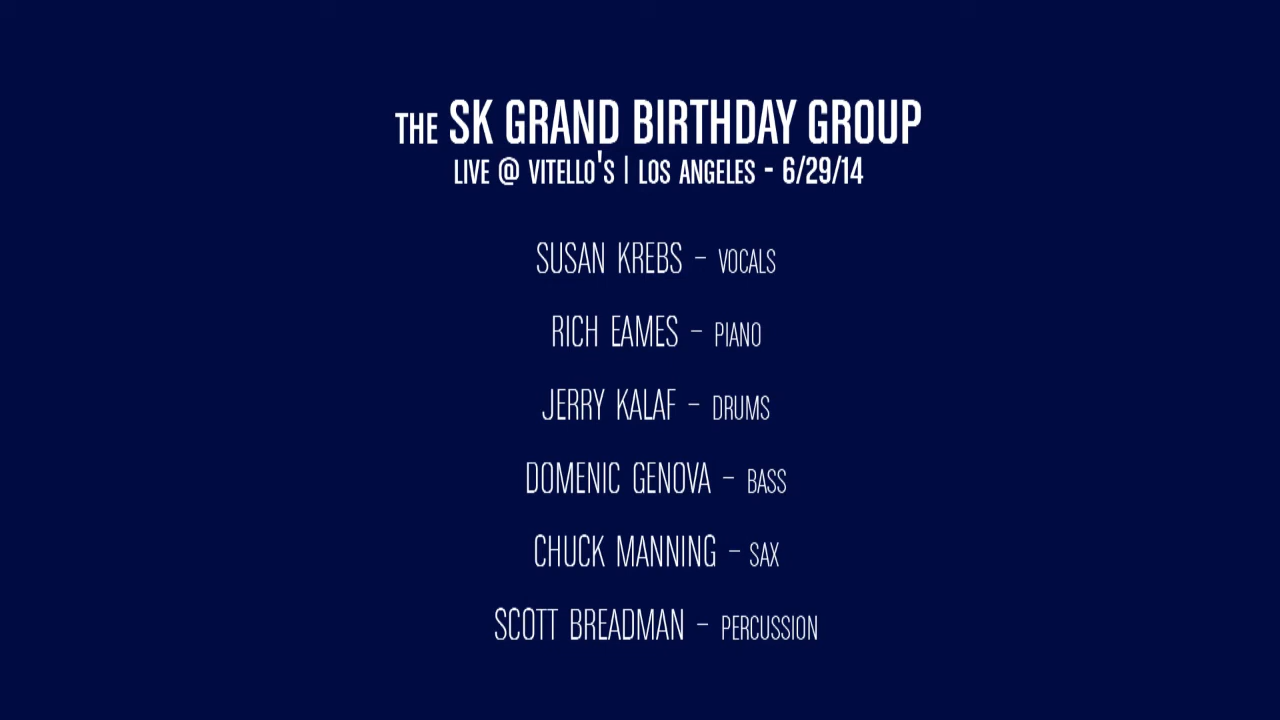 THE SK GRAND BIRTHDAY GROUP
LIVE @ VITELLO'S | LOS ANGELES - 6/29/14
SUSAN KREBS – VOCALS
RICH EAMES – PIANO
JERRY KALAF – DRUMS
DOMENIC GENOVA – BASS
CHUCK MANNING – SAX
SCOTT BREADMAN – PERCUSSION